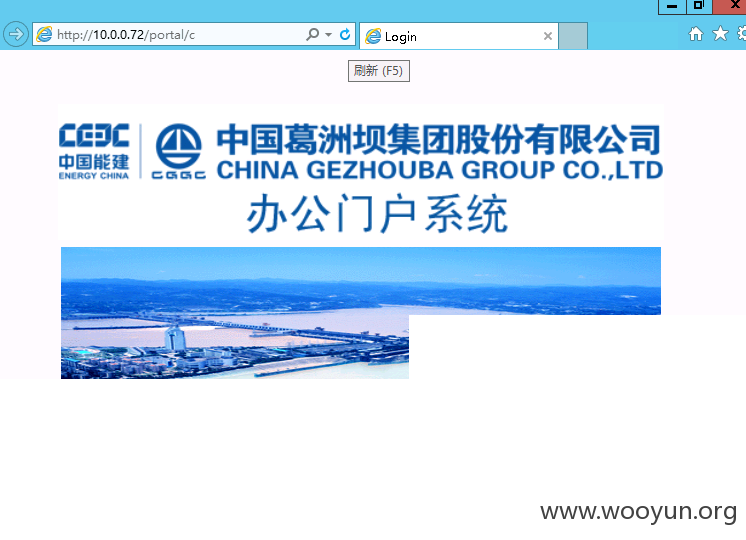 http://10.0.0.72/portal/c
Login
刷新 (F5)
CEEC
中国能建
ENERGY CHINA
CGGC
中国葛洲坝集团股份有限公司
CHINA GEZHOUBA GROUP CO.,LTD
办公门户系统
www.wooyun.org